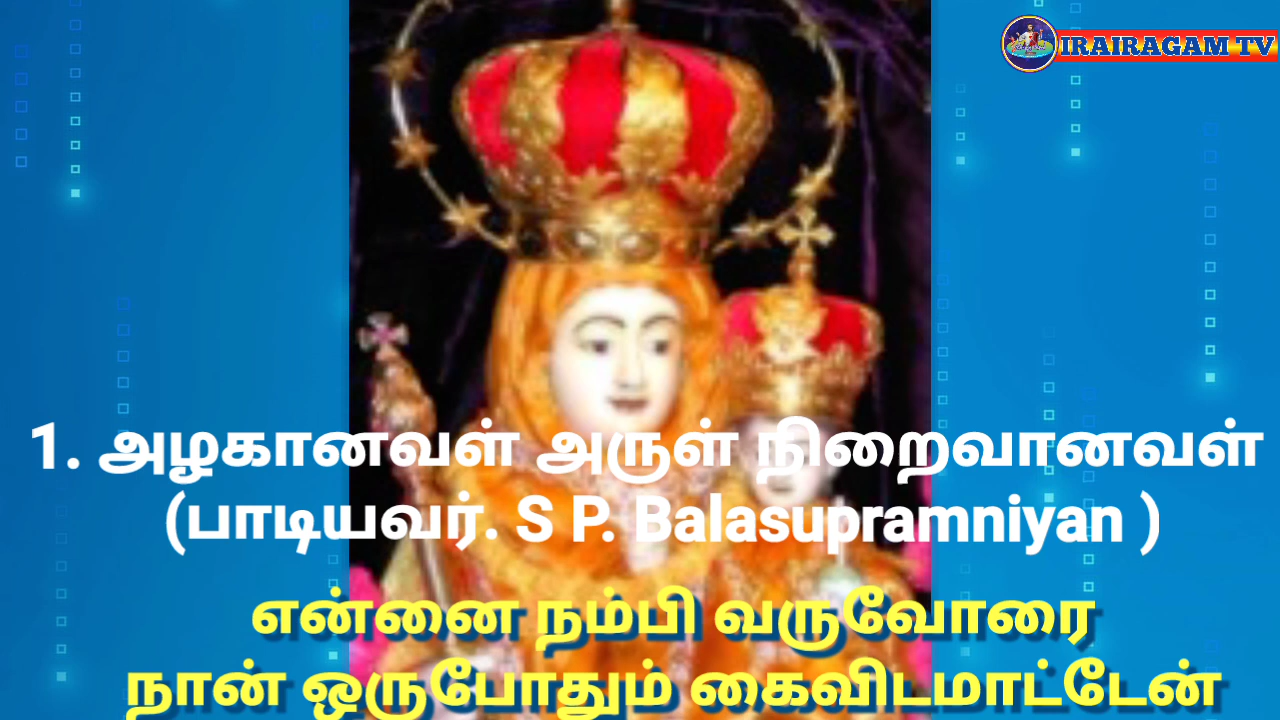 IRAIRAGAM TV
1. அழகானவள் அருள் நிறைவானவள்
(பாடியவர். S P. Balasupramniyan )
என்னை நம்பி வருவோரை
நான் ஒருபோதும் கைவிடமாட்டேன்